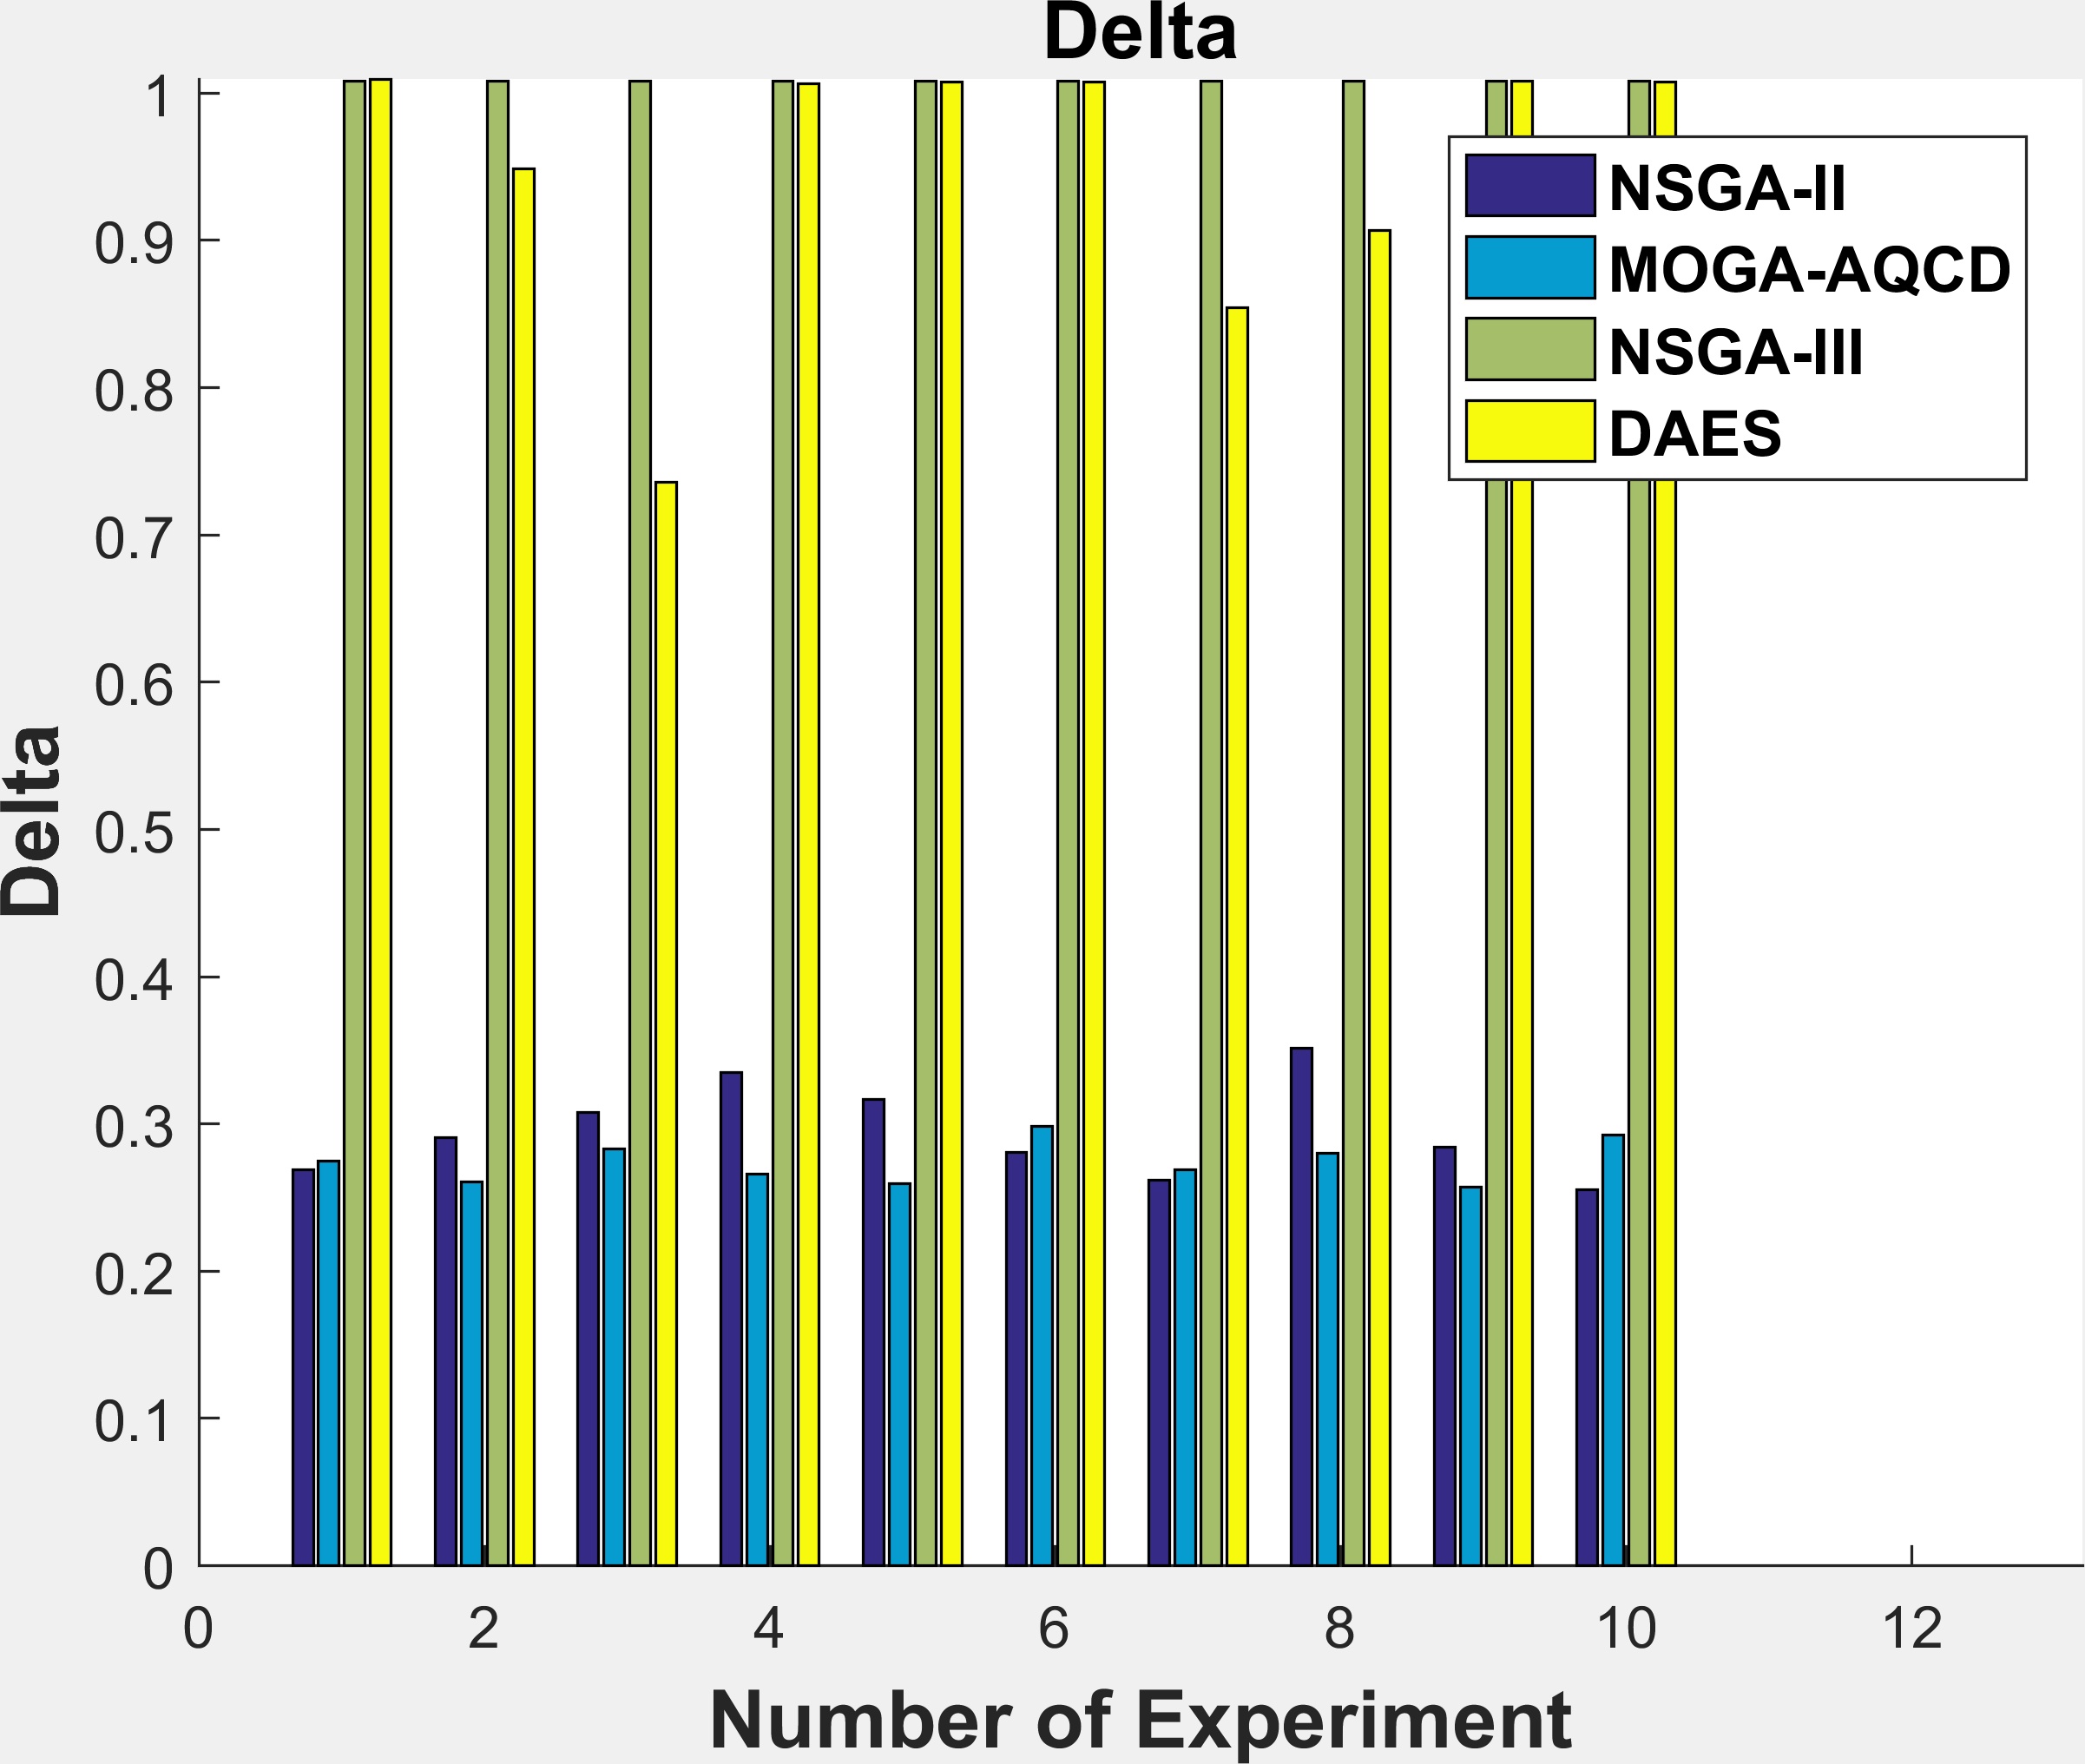 Delta
1
0.9
0.8
0.7
0.6
0.5
0.4
0.3
0.2
0.1
0
Delta
NSGA-II
MOGA-AQCD
NSGA-III
DAES
0 2 4 6 8 10 12
Number of Experiment